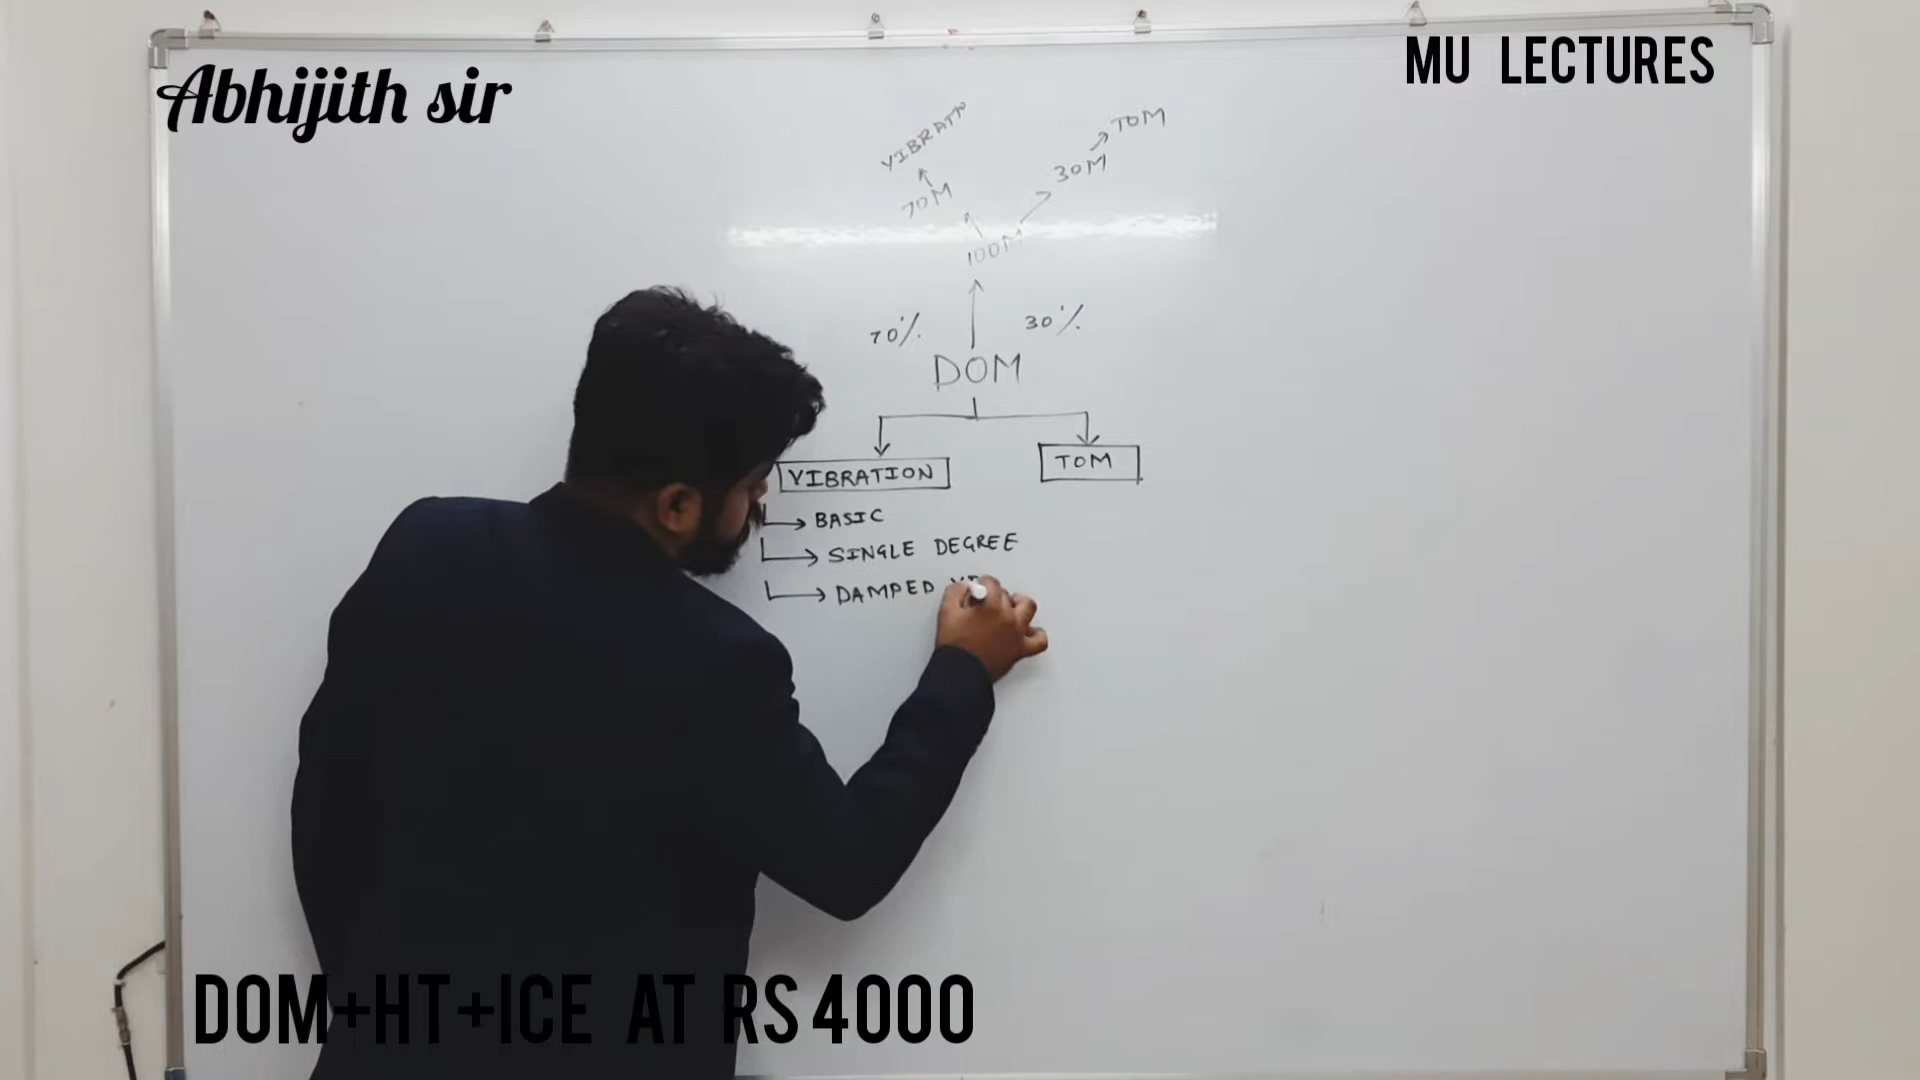 Abhijith sir
MU LECTURES
VIBRATIO
TOM
30M
70M
100M
70% 30%
DOM
VIBRATION TOM
BASIC
SINGLE DEGREE
DAMPED
DOM+HT+ICE AT RS 4000